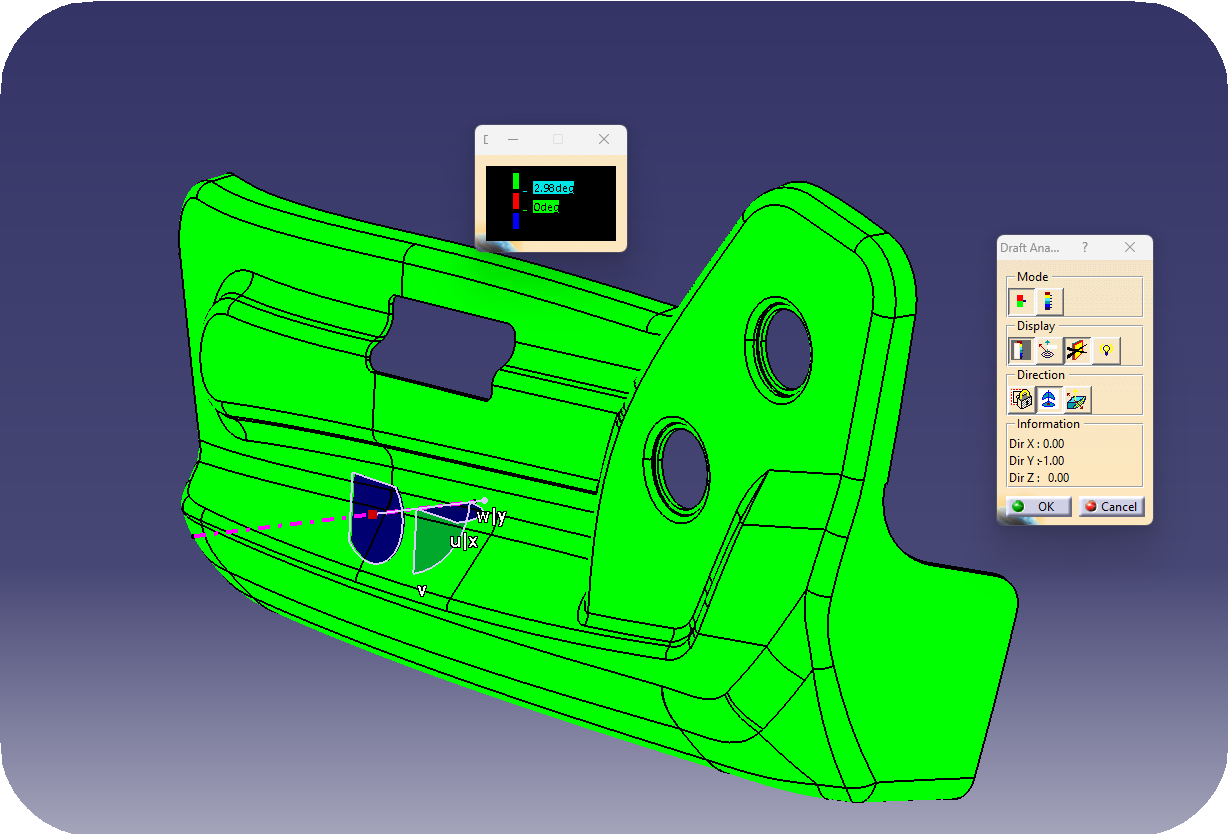 2.98deg
0deg
Draft Ana... ?
Mode
Display
Direction
Information
Dir X : 0.00
Dir Y :-1.00
Dir Z : 0.00
OK Cancel
w|y
u|x
v